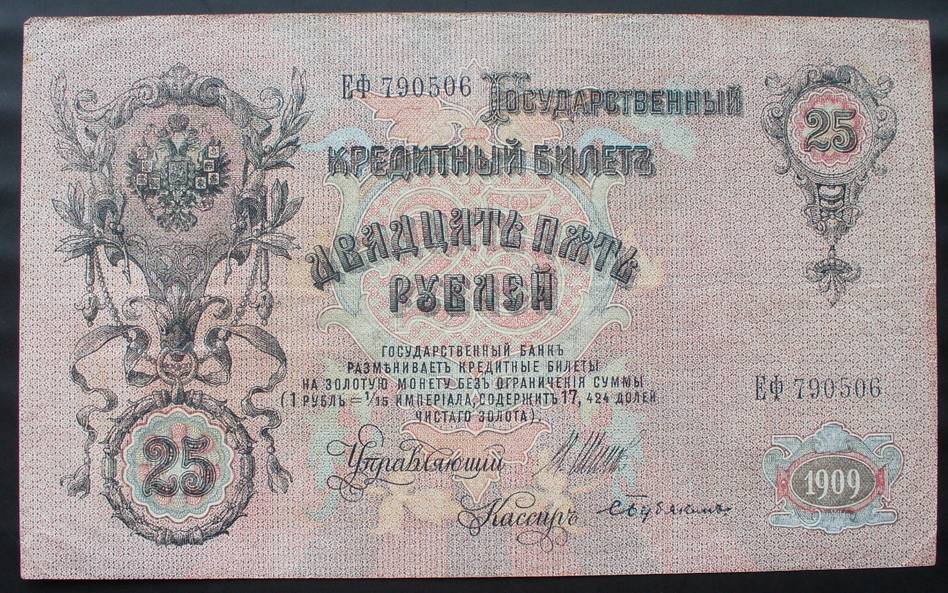 ЕФ 790506
Государственный
25
кредитный билетъ
двадцать пять
рублей
ГОСУДАРСТВЕННЫЙ БАНКЪ
РАЗМѢНИВАЕТЪ КРЕДИТНЫЕ БИЛЕТЫ
НА ЗОЛОТУЮ МОНЕТУ БЕЗЪ ОГРАНИЧЕНІЯ СУММЫ
(1 РУБЛЬ = 1/15 ИМПЕРІАЛА, СОДЕРЖИТЪ 17, 424 ДОЛЕЙ
ЧИСТАГО ЗОЛОТА).
ЕФ 790506
25
Управляющий
1909
Кассиръ